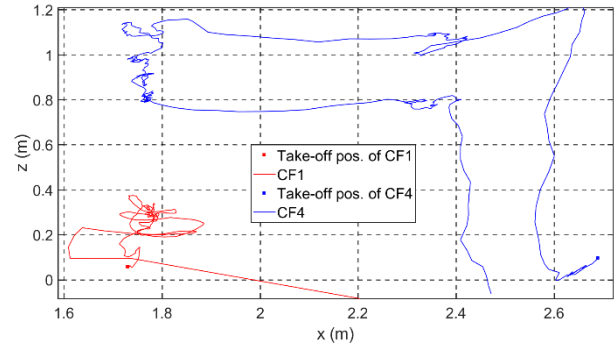 1.2
1
0.8
0.6
0.4
0.2
0
z (m)
Take-off pos. of CF1
CF1
Take-off pos. of CF4
CF4
1.6 1.8 2 2.2 2.4 2.6
x (m)